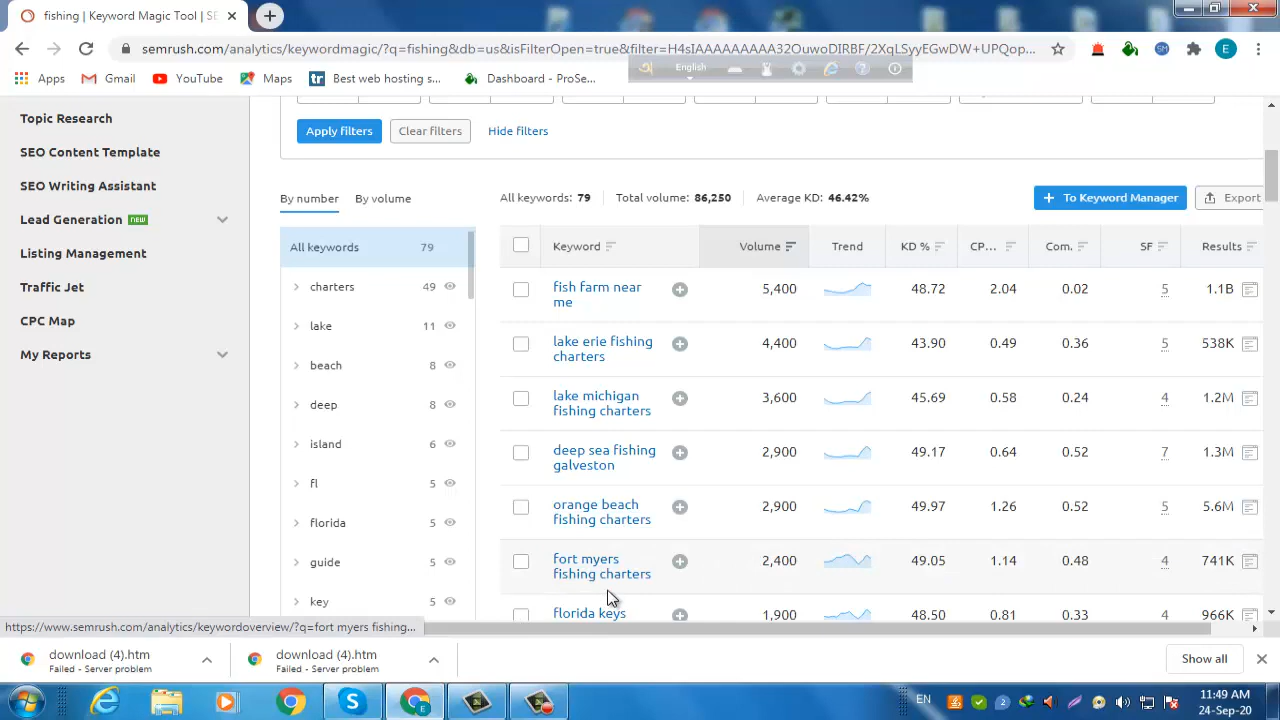 fishing | Keyword Magic Tool | SE
semrush.com/analytics/keywordmagic/?q=fishing&db=us&isFilterOpen=true&filter=H4sIAAAAAAA32OuwoDIRBF/2XqLSyyEGwDW+UPQop...
E
Apps
Gmail
YouTube
Maps
tr
Best web hosting s...
Dashboard - ProSe...
English
Topic Research
SEO Content Template
SEO Writing Assistant
Lead Generation NEW
Listing Management
Traffic Jet
CPC Map
My Reports
Apply filters
Clear filters
Hide filters
By number
By volume
All keywords: 79
Total volume: 86,250
Average KD: 46.42%
+ To Keyword Manager
Export
All keywords 79
charters 49
lake 11
beach 8
deep 8
island 6
fl 5
florida 5
guide 5
key 5
Keyword Volume Trend KD % CP... Com. SF Results
fish farm near me 5,400 48.72 2.04 0.02 5 1.1B
lake erie fishing charters 4,400 43.90 0.49 0.36 5 538K
lake michigan fishing charters 3,600 45.69 0.58 0.24 4 1.2M
deep sea fishing galveston 2,900 49.17 0.64 0.52 7 1.3M
orange beach fishing charters 2,900 49.97 1.26 0.52 5 5.6M
fort myers fishing charters 2,400 49.05 1.14 0.48 4 741K
florida keys 1,900 48.50 0.81 0.33 4 966K
https://www.semrush.com/analytics/keywordoverview/?q=fort myers fishing...
download (4).htm
Failed - Server problem
download (4).htm
Failed - Server problem
Show all
EN
11:49 AM
24-Sep-20